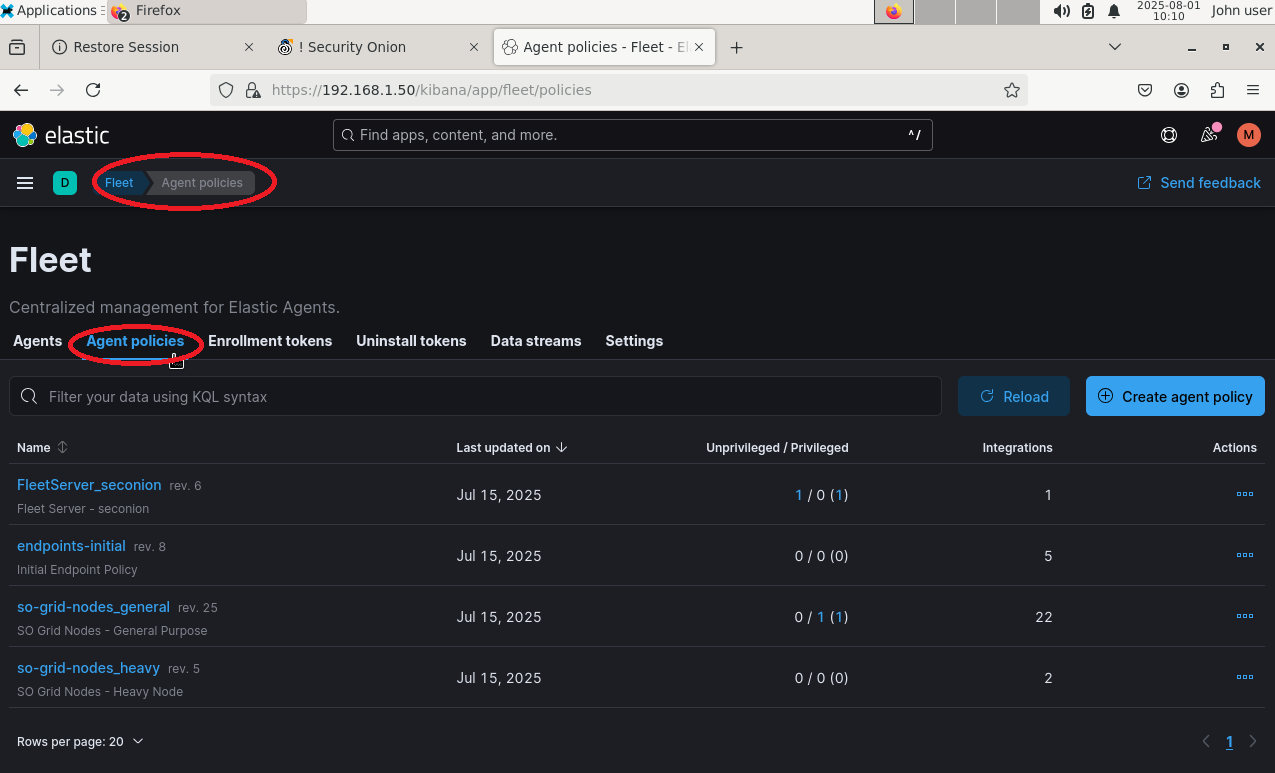 Applications Firefox 2025-08-01 John user
2
10:10
Restore Session ! Security Onion Agent policies - Fleet - El
https://192.168.1.50/kibana/app/fleet/policies
elastic Find apps, content, and more. ^/ M
D Fleet Agent policies Send feedback
Fleet
Centralized management for Elastic Agents.
Agents Agent policies Enrollment tokens Uninstall tokens Data streams Settings
Filter your data using KQL syntax Reload Create agent policy
Name Last updated on Unprivileged / Privileged Integrations Actions
FleetServer_seconion rev. 6 Jul 15, 2025 1 / 0 (1) 1
Fleet Server - seconion
endpoints-initial rev. 8 Jul 15, 2025 0 / 0 (0) 5
Initial Endpoint Policy
so-grid-nodes_general rev. 25 Jul 15, 2025 0 / 1 (1) 22
SO Grid Nodes - General Purpose
so-grid-nodes_heavy rev. 5 Jul 15, 2025 0 / 0 (0) 2
SO Grid Nodes - Heavy Node
Rows per page: 20 1